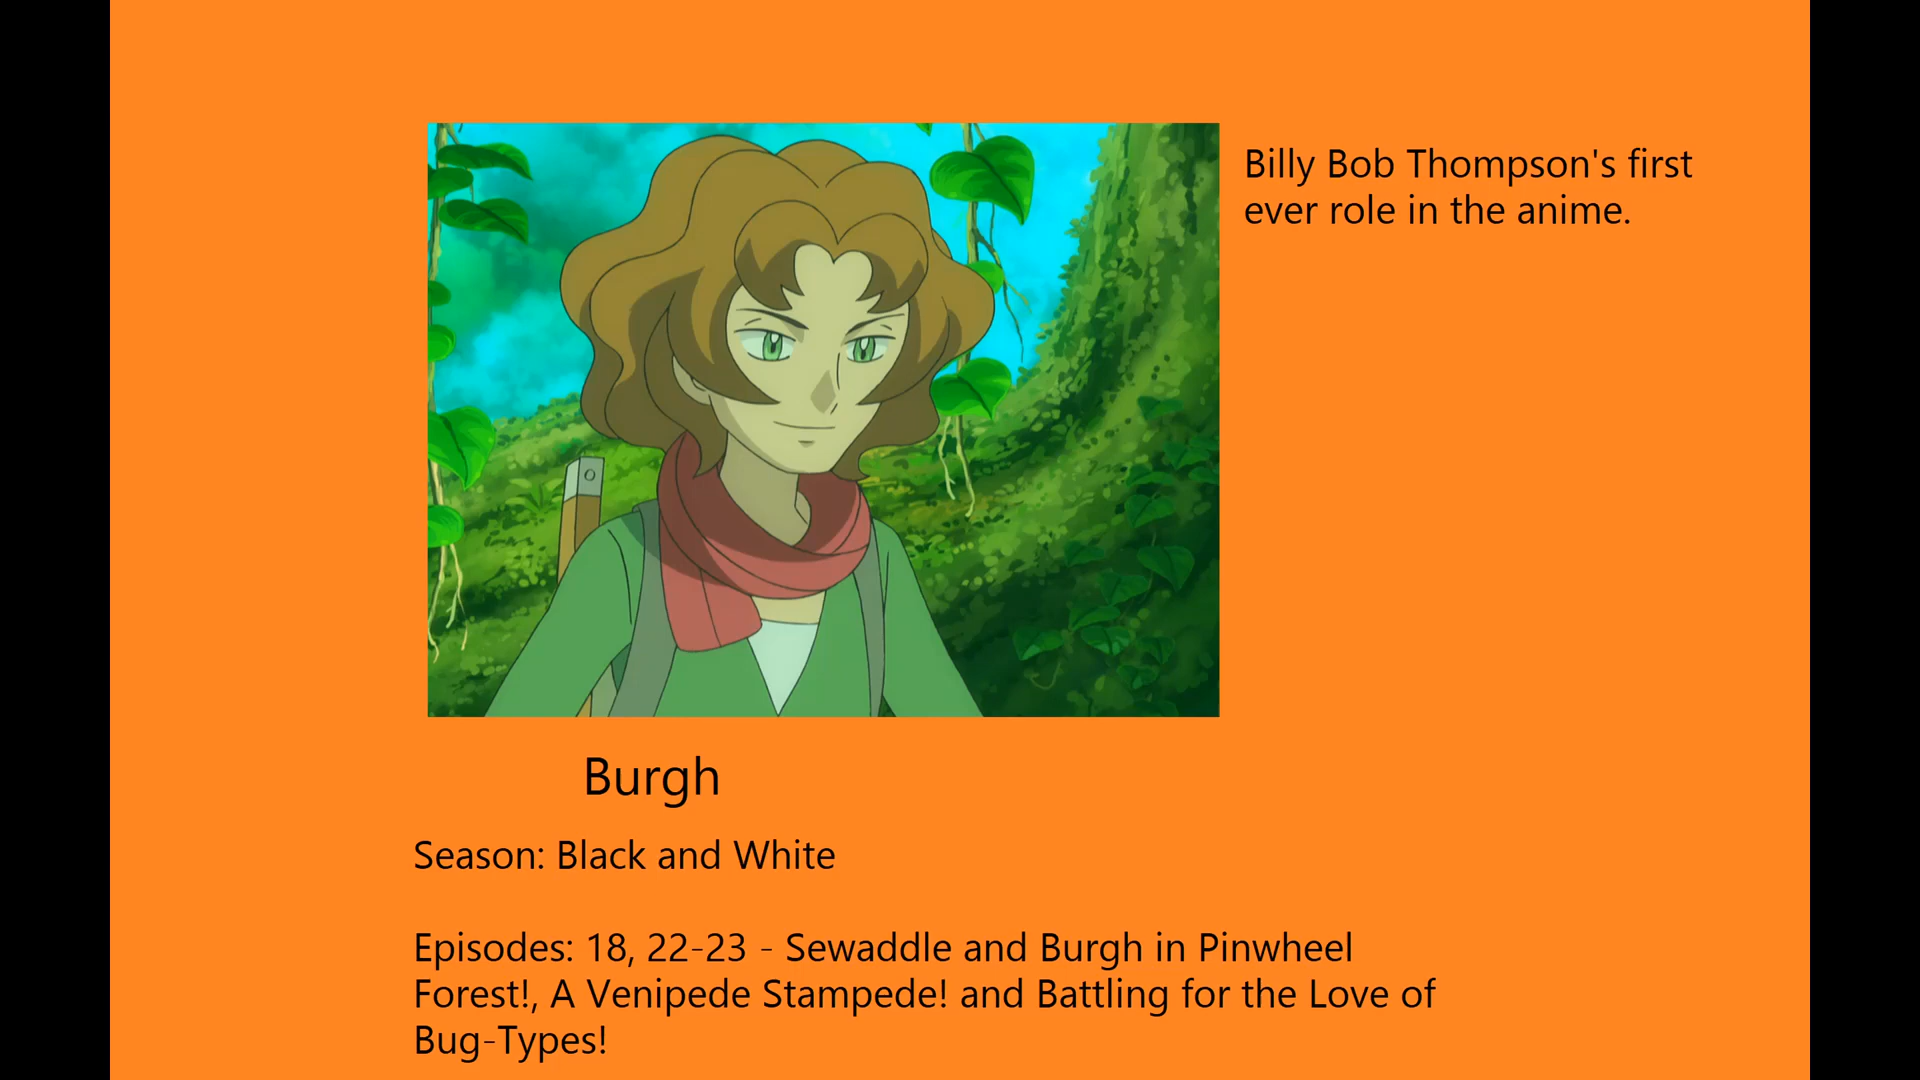 Billy Bob Thompson's first
ever role in the anime.
Burgh
Season: Black and White
Episodes: 18, 22-23 - Sewaddle and Burgh in Pinwheel
Forest!, A Venipede Stampede! and Battling for the Love of
Bug-Types!